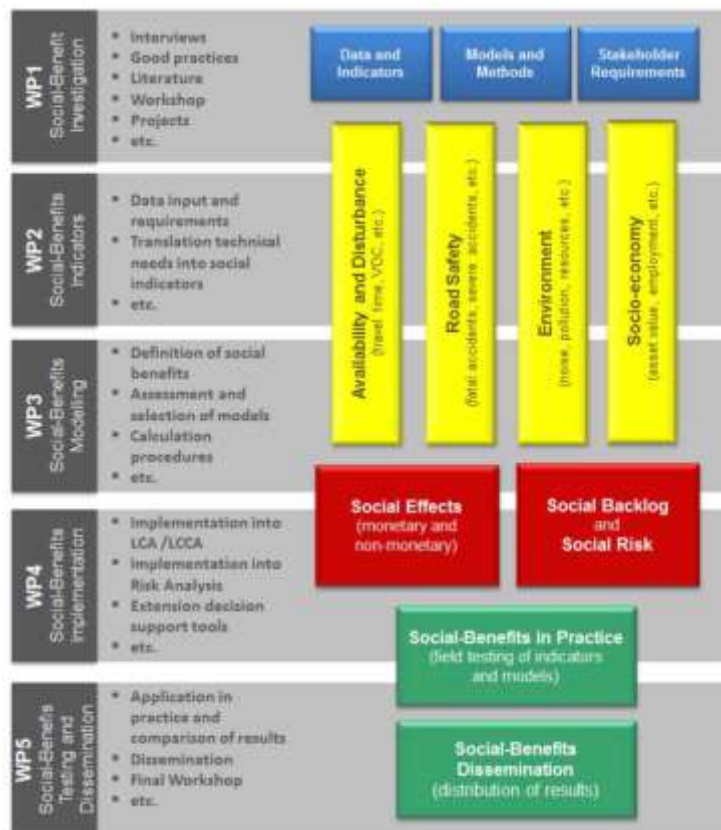 WP1
Social-Benefit
Investigation
• Interviews
• Good practices
• Literature
• Workshop
• Projects
• etc.
Data and
Indicators
Models and
Methods
Stakeholder
Requirements
WP2
Social-Benefits
Indicators
• Data input and
requirements
• Translation technical
needs into social
indicators
• etc.
Availability and Disturbance
(travel time, VOC, etc.)
Road Safety
(fatal accidents, severe accidents, etc.)
Environment
(noise, pollution, resources, etc.)
Socio-economy
(asset value, employment, etc.)
WP3
Social-Benefits
Modeling
• Definition of social
benefits
• Assessment and
selection of models
• Calculation
procedures
• etc.
Social Effects
(monetary and
non-monetary)
Social Backlog
and
Social Risk
WP4
Social-Benefits
Implementation
• Implementation into
LCA /LCCA
• Implementation into
Risk Analysis
• Extension decision
support tools
• etc.
Social-Benefits in Practice
(field testing of indicators
and models)
WP5
Social-Benefits
Testing and
Dissemination
• Application in
practice and
comparison of results
• Dissemination
• Final Workshop
• etc.
Social-Benefits
Dissemination
(distribution of results)